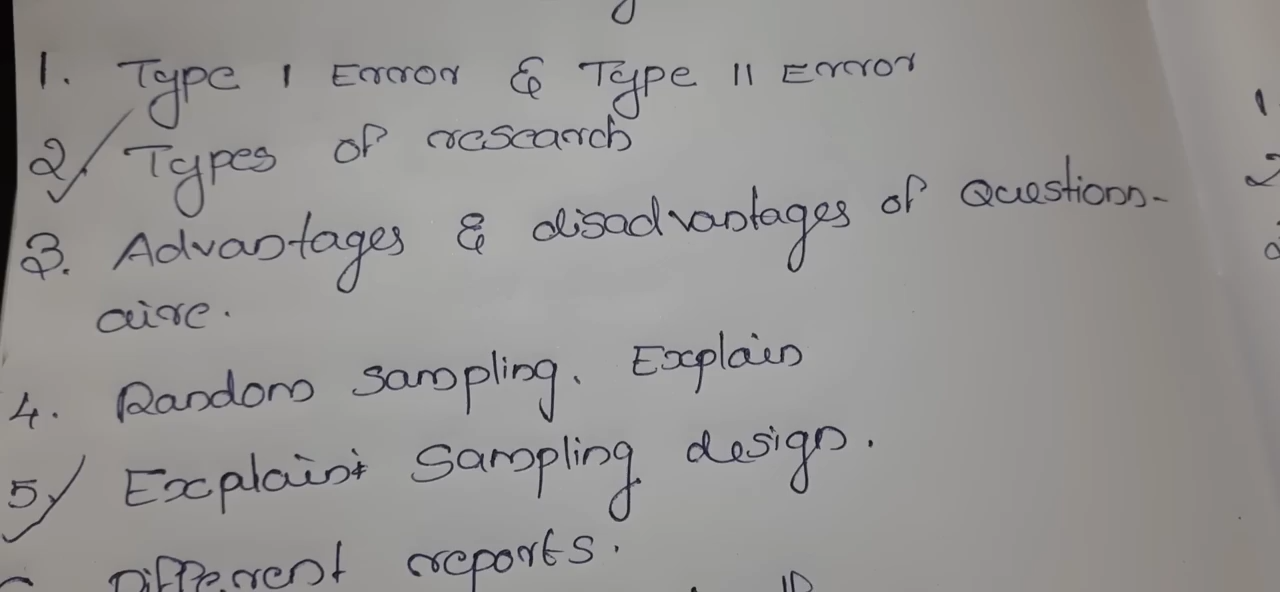 1. Type I Error & Type II Error
2. Types of research
3. Advantages & disadvantages of Question-
aire.
4. Random Sampling. Explain
5. Explain Sampling design.
Different reports.